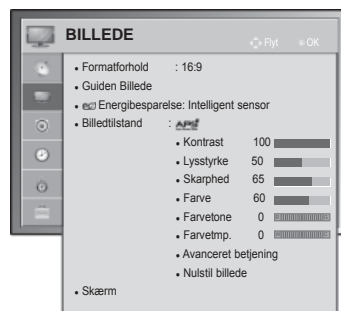 BILLEDE
Flyt OK
• Formatforhold : 16:9
• Guiden Billede
• Energibesparelse: Intelligent sensor
• Billedtilstand :
• Kontrast 100
• Lysstyrke 50
• Skarphed 65
• Farve 60
• Farvetone 0
• Farvetmp. 0
• Avanceret betjening
• Nulstil billede
• Skærm